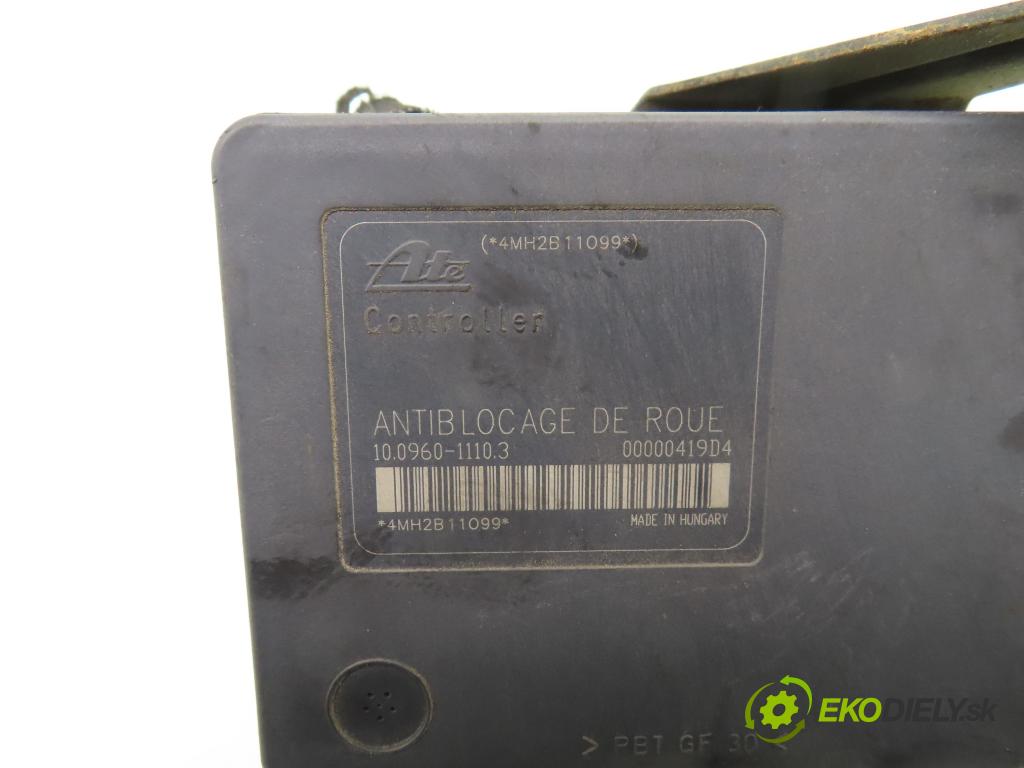 (*4MH2B11099*)
Ate
Controller
ANTIBLOCAGE DE ROUE
10.0960-1110.3 00000419D4
*4MH2B11099* MADE IN HUNGARY
> PBT GF 30 <
EKODIELY.sk